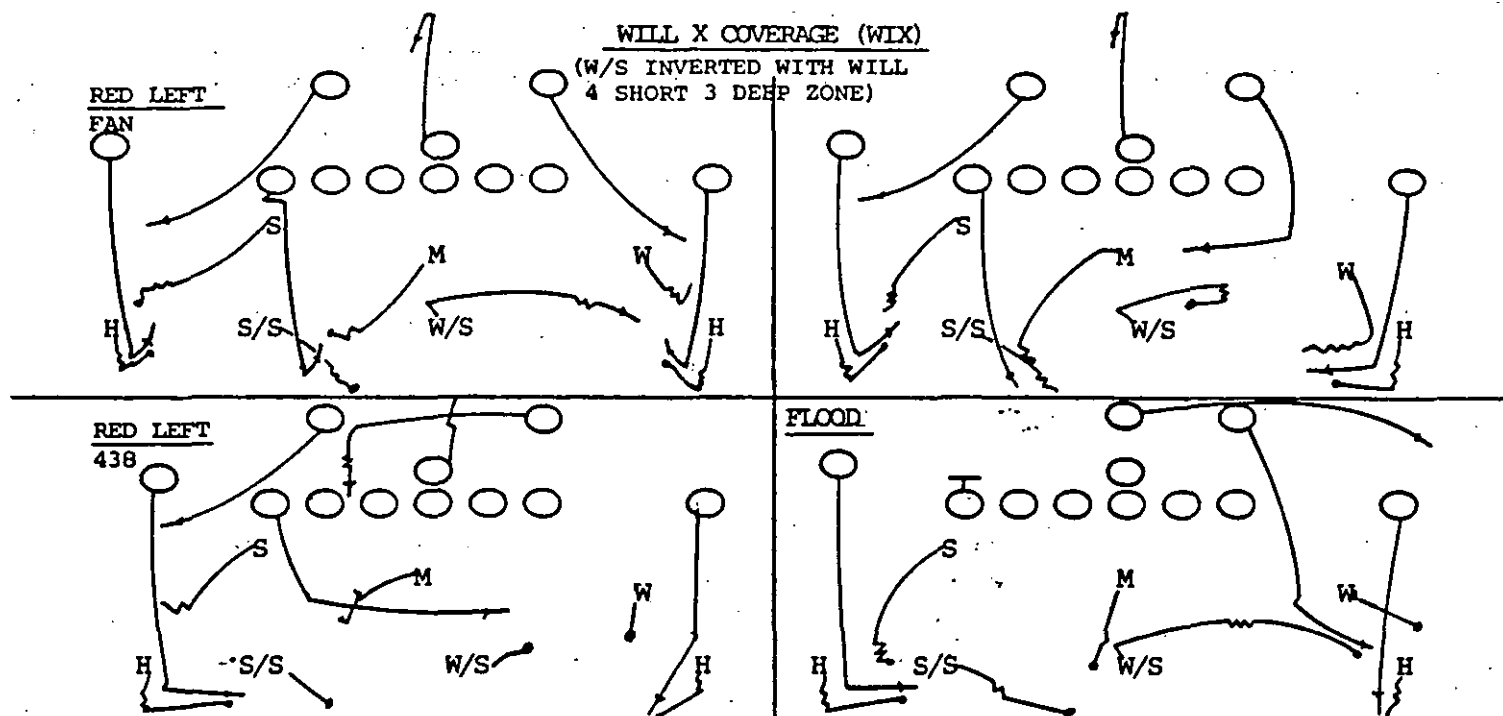 WILL X COVERAGE (WIX)
(W/S INVERTED WITH WILL
4 SHORT 3 DEEP ZONE)
RED LEFT
FAN
S
M
W
H
S/S
W/S
H
S
M
W
H
S/S
W/S
H
RED LEFT
438
S
M
W
H
S/S
W/S
H
FLOOD
S
M
W
H
S/S
W/S
H